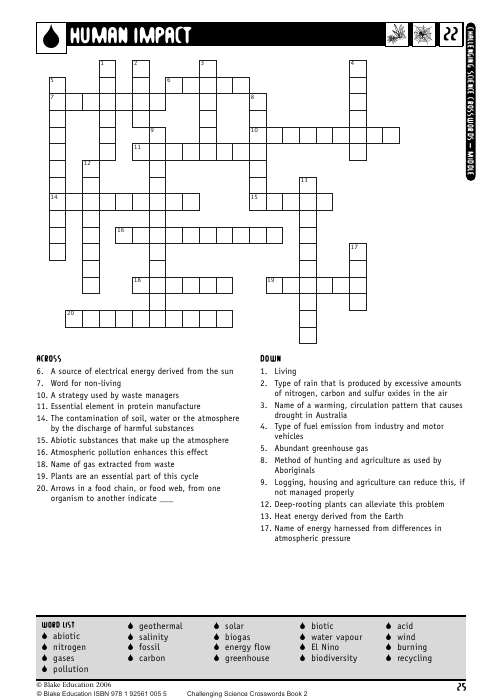 HUMAN IMPACT
22
CHALLENGING SCIENCE CROSSWORDS – MIDDLE
1
2
3
4
5
6
7
8
9
10
11
12
13
14
15
16
17
18
19
20
ACROSS
6. A source of electrical energy derived from the sun
7. Word for non-living
10. A strategy used by waste managers
11. Essential element in protein manufacture
14. The contamination of soil, water or the atmosphere
by the discharge of harmful substances
15. Abiotic substances that make up the atmosphere
16. Atmospheric pollution enhances this effect
18. Name of gas extracted from waste
19. Plants are an essential part of this cycle
20. Arrows in a food chain, or food web, from one
organism to another indicate ___
DOWN
1. Living
2. Type of rain that is produced by excessive amounts
of nitrogen, carbon and sulfur oxides in the air
3. Name of a warming, circulation pattern that causes
drought in Australia
4. Type of fuel emission from industry and motor
vehicles
5. Abundant greenhouse gas
8. Method of hunting and agriculture as used by
Aboriginals
9. Logging, housing and agriculture can reduce this, if
not managed properly
12. Deep-rooting plants can alleviate this problem
13. Heat energy derived from the Earth
17. Name of energy harnessed from differences in
atmospheric pressure
WORD LIST
abiotic
nitrogen
gases
pollution
geothermal
salinity
fossil
carbon
solar
biogas
energy flow
greenhouse
biotic
water vapour
El Nino
biodiversity
acid
wind
burning
recycling
© Blake Education 2006
25
© Blake Education ISBN 978 1 92561 005 5 Challenging Science Crosswords Book 2